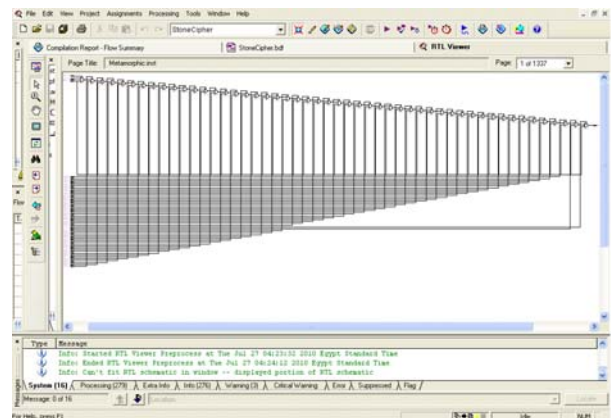 File Edit View Project Assignments Processing Tools Window Help
StoneCipher
Compilation Report - Flow Summary
StoneCipher.bdf
RTL Viewer
Page Title: Metamorphic:inst
Page: 1 of 1337
Flow
Type Message
Info: Started RTL Viewer Preprocess at Tue Jul 27 04:23:32 2010 Egypt Standard Time
Info: Ended RTL Viewer Preprocess at Tue Jul 27 04:24:12 2010 Egypt Standard Time
Info: Can't fit RTL schematic in window -- displayed portion of RTL schematic
System (16) Processing (279) Extra Info Info (276) Warning (3) Critical Warning Error Suppressed Flag
Messages
Message: 0 of 16
Location
Locate
For Help, press F1
Idle
NUM